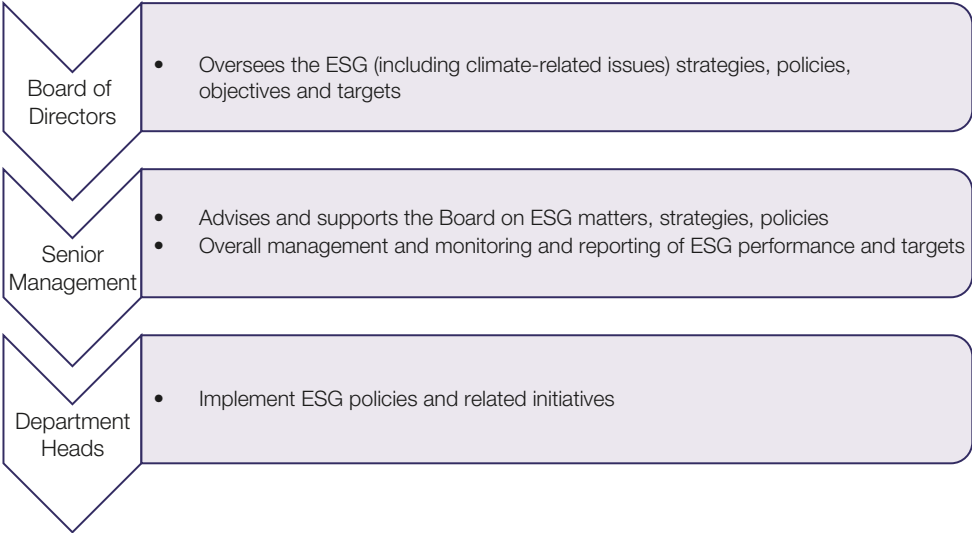 Board of
Directors
• Oversees the ESG (including climate-related issues) strategies, policies,
objectives and targets
Senior
Management
• Advises and supports the Board on ESG matters, strategies, policies
• Overall management and monitoring and reporting of ESG performance and targets
Department
Heads
• Implement ESG policies and related initiatives